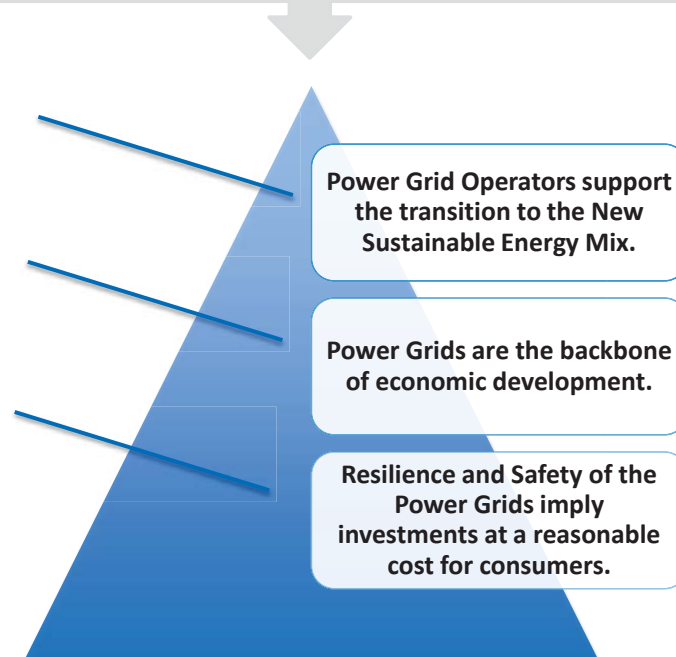 Power Grid Operators support
the transition to the New
Sustainable Energy Mix.
Power Grids are the backbone
of economic development.
Resilience and Safety of the
Power Grids imply
investments at a reasonable
cost for consumers.